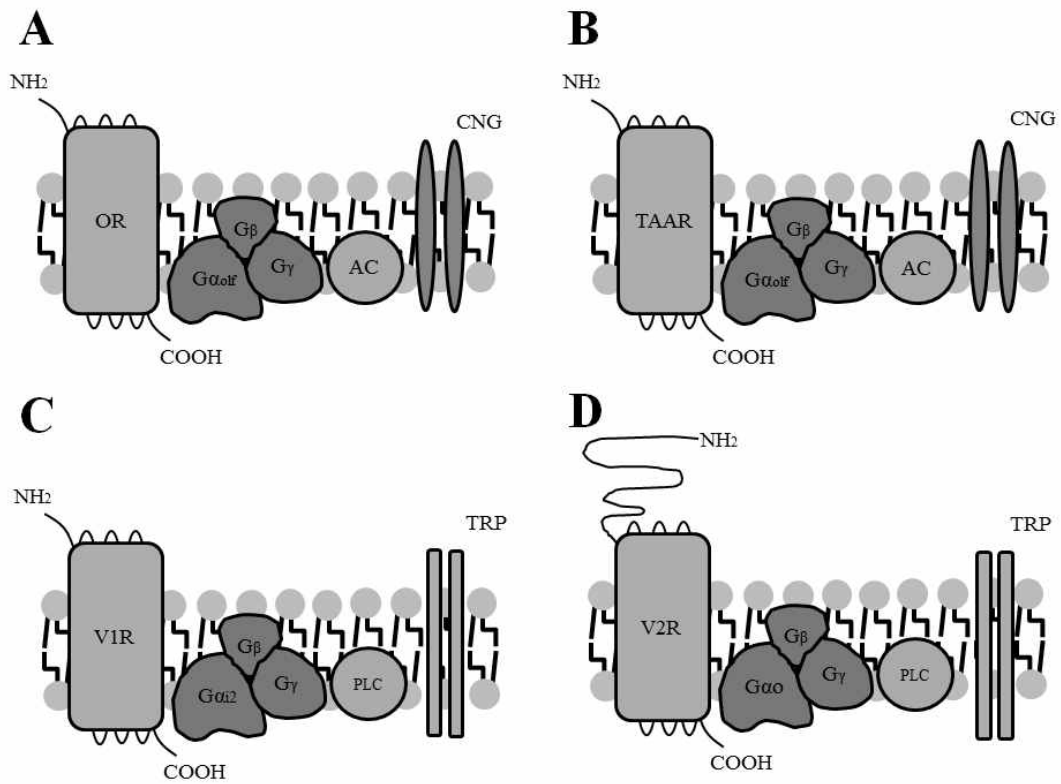 A
NH2
OR
Gβ
Gαolf
Gγ
AC
CNG
COOH
B
NH2
TAAR
Gβ
Gαolf
Gγ
AC
CNG
COOH
C
NH2
V1R
Gβ
Gαi2
Gγ
PLC
TRP
COOH
D
NH2
V2R
Gβ
Gαo
Gγ
PLC
TRP
COOH